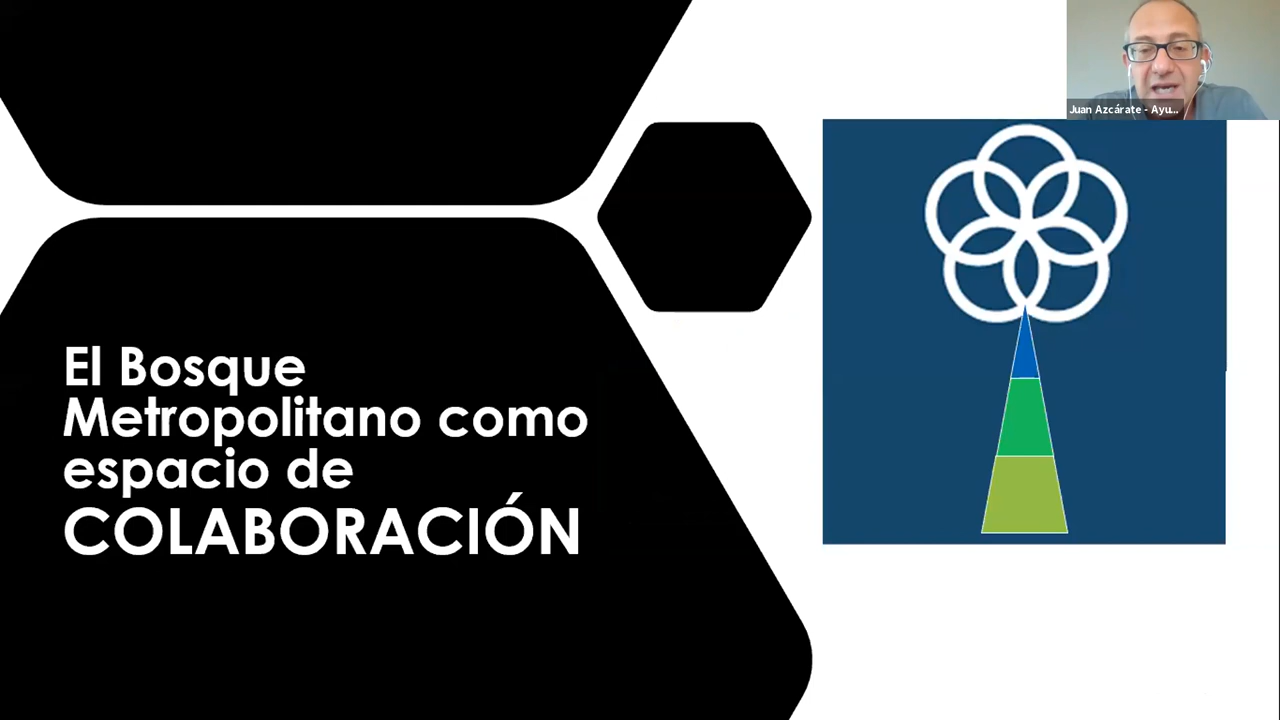 Juan Azcárate - Ayu...
El Bosque
Metropolitano como
espacio de
COLABORACIÓN